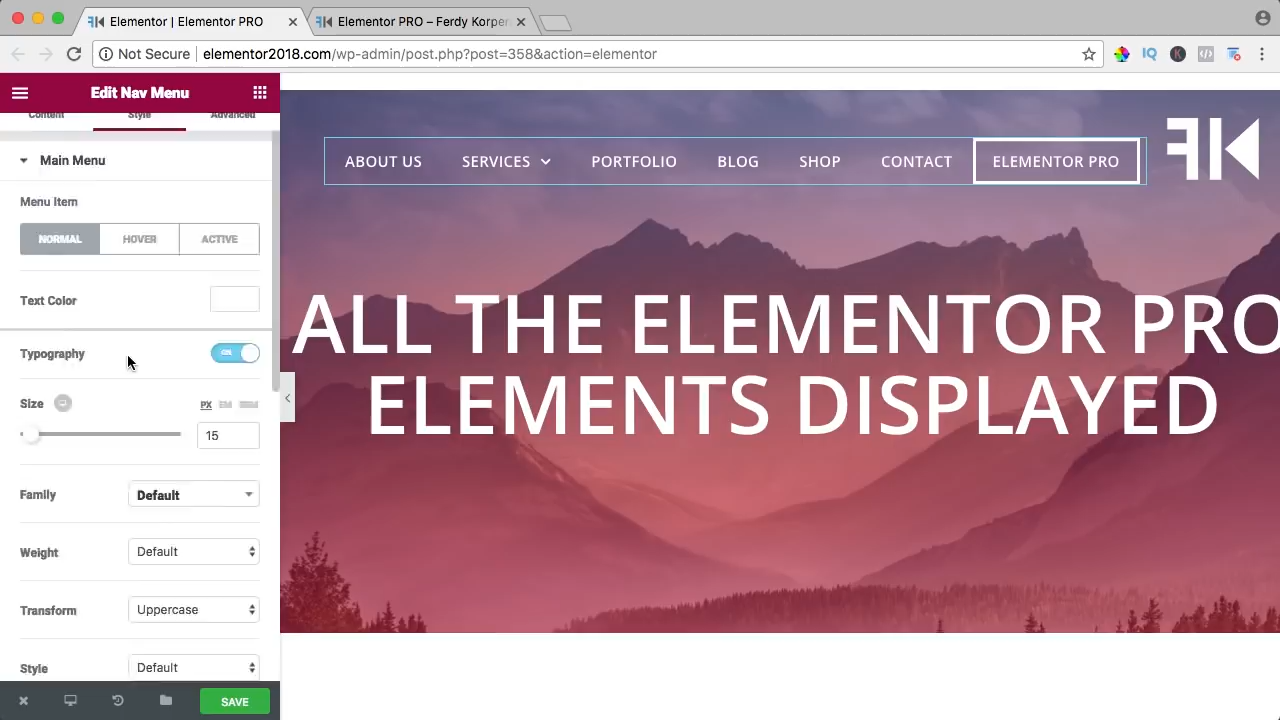 Elementor | Elementor PRO
Elementor PRO – Ferdy Korper
Not Secure | elementor2018.com/wp-admin/post.php?post=358&action=elementor
Edit Nav Menu
Content Style Advanced
Main Menu
Menu Item
NORMAL HOVER ACTIVE
Text Color
Typography
Size PX EM
15
Family Default
Weight Default
Transform Uppercase
Style Default
SAVE
ABOUT US SERVICES PORTFOLIO BLOG SHOP CONTACT ELEMENTOR PRO
FK
ALL THE ELEMENTOR PRO
ELEMENTS DISPLAYED